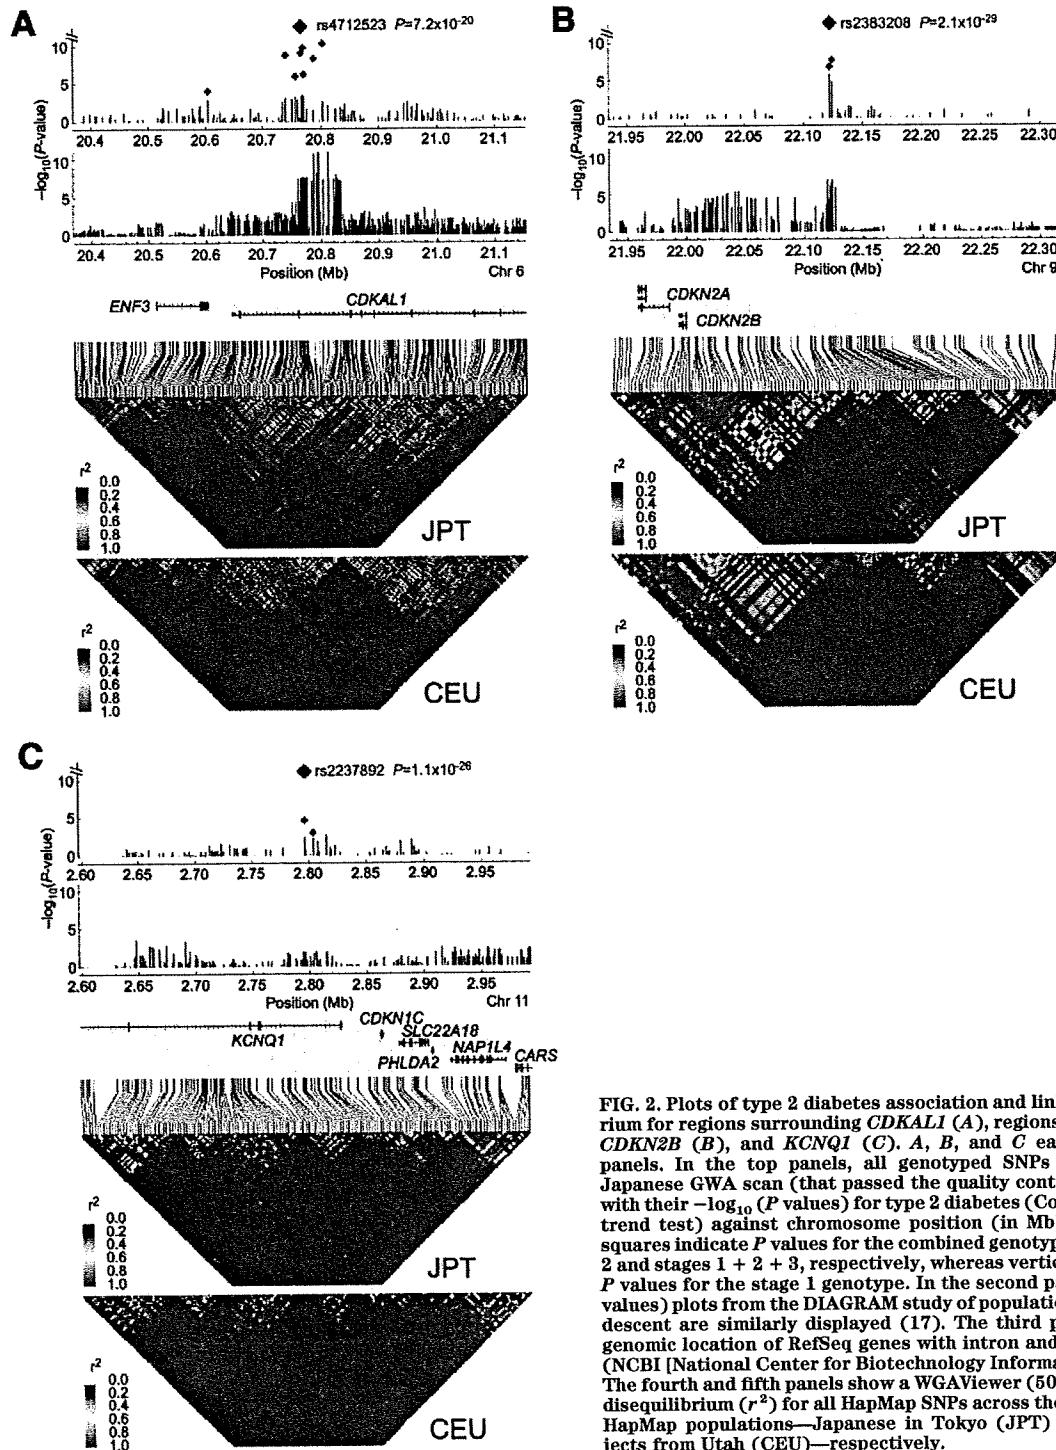 A
rs4712523 P=7.2x10-20
10
5
0
20.4 20.5 20.6 20.7 20.8 20.9 21.0 21.1
−log10(P-value)
10
5
0
20.4 20.5 20.6 20.7 20.8 20.9 21.0 21.1
Position (Mb)
Chr 6
ENF3
CDKAL1
r2
0.0
0.2
0.4
0.6
0.8
1.0
JPT
r2
0.0
0.2
0.4
0.6
0.8
1.0
CEU
B
rs2383208 P=2.1x10-29
10
5
0
21.95 22.00 22.05 22.10 22.15 22.20 22.25 22.30
−log10(P-value)
10
5
0
21.95 22.00 22.05 22.10 22.15 22.20 22.25 22.30
Position (Mb)
Chr 9
CDKN2A
CDKN2B
r2
0.0
0.2
0.4
0.6
0.8
1.0
JPT
r2
0.0
0.2
0.4
0.6
0.8
1.0
CEU
C
rs2237892 P=1.1x10-26
10
5
0
2.60 2.65 2.70 2.75 2.80 2.85 2.90 2.95
−log10(P-value)
10
5
0
2.60 2.65 2.70 2.75 2.80 2.85 2.90 2.95
Position (Mb)
Chr 11
KCNQ1
CDKN1C
SLC22A18
PHLDA2
NAP1L4
CARS
r2
0.0
0.2
0.4
0.6
0.8
1.0
JPT
r2
0.0
0.2
0.4
0.6
0.8
1.0
CEU
FIG. 2. Plots of type 2 diabetes association and lin
rium for regions surrounding CDKAL1 (A), regions
CDKN2B (B), and KCNQ1 (C). A, B, and C ea
panels. In the top panels, all genotyped SNPs
Japanese GWA scan (that passed the quality cont
with their −log10 (P values) for type 2 diabetes (Co
trend test) against chromosome position (in Mb
squares indicate P values for the combined genotyp
2 and stages 1 + 2 + 3, respectively, whereas vertic
P values for the stage 1 genotype. In the second p
values) plots from the DIAGRAM study of populatio
descent are similarly displayed (17). The third p
genomic location of RefSeq genes with intron and
(NCBI [National Center for Biotechnology Informa
The fourth and fifth panels show a WGAViewer (50
disequilibrium (r2) for all HapMap SNPs across the
HapMap populations—Japanese in Tokyo (JPT)
jects from Utah (CEU)—respectively.